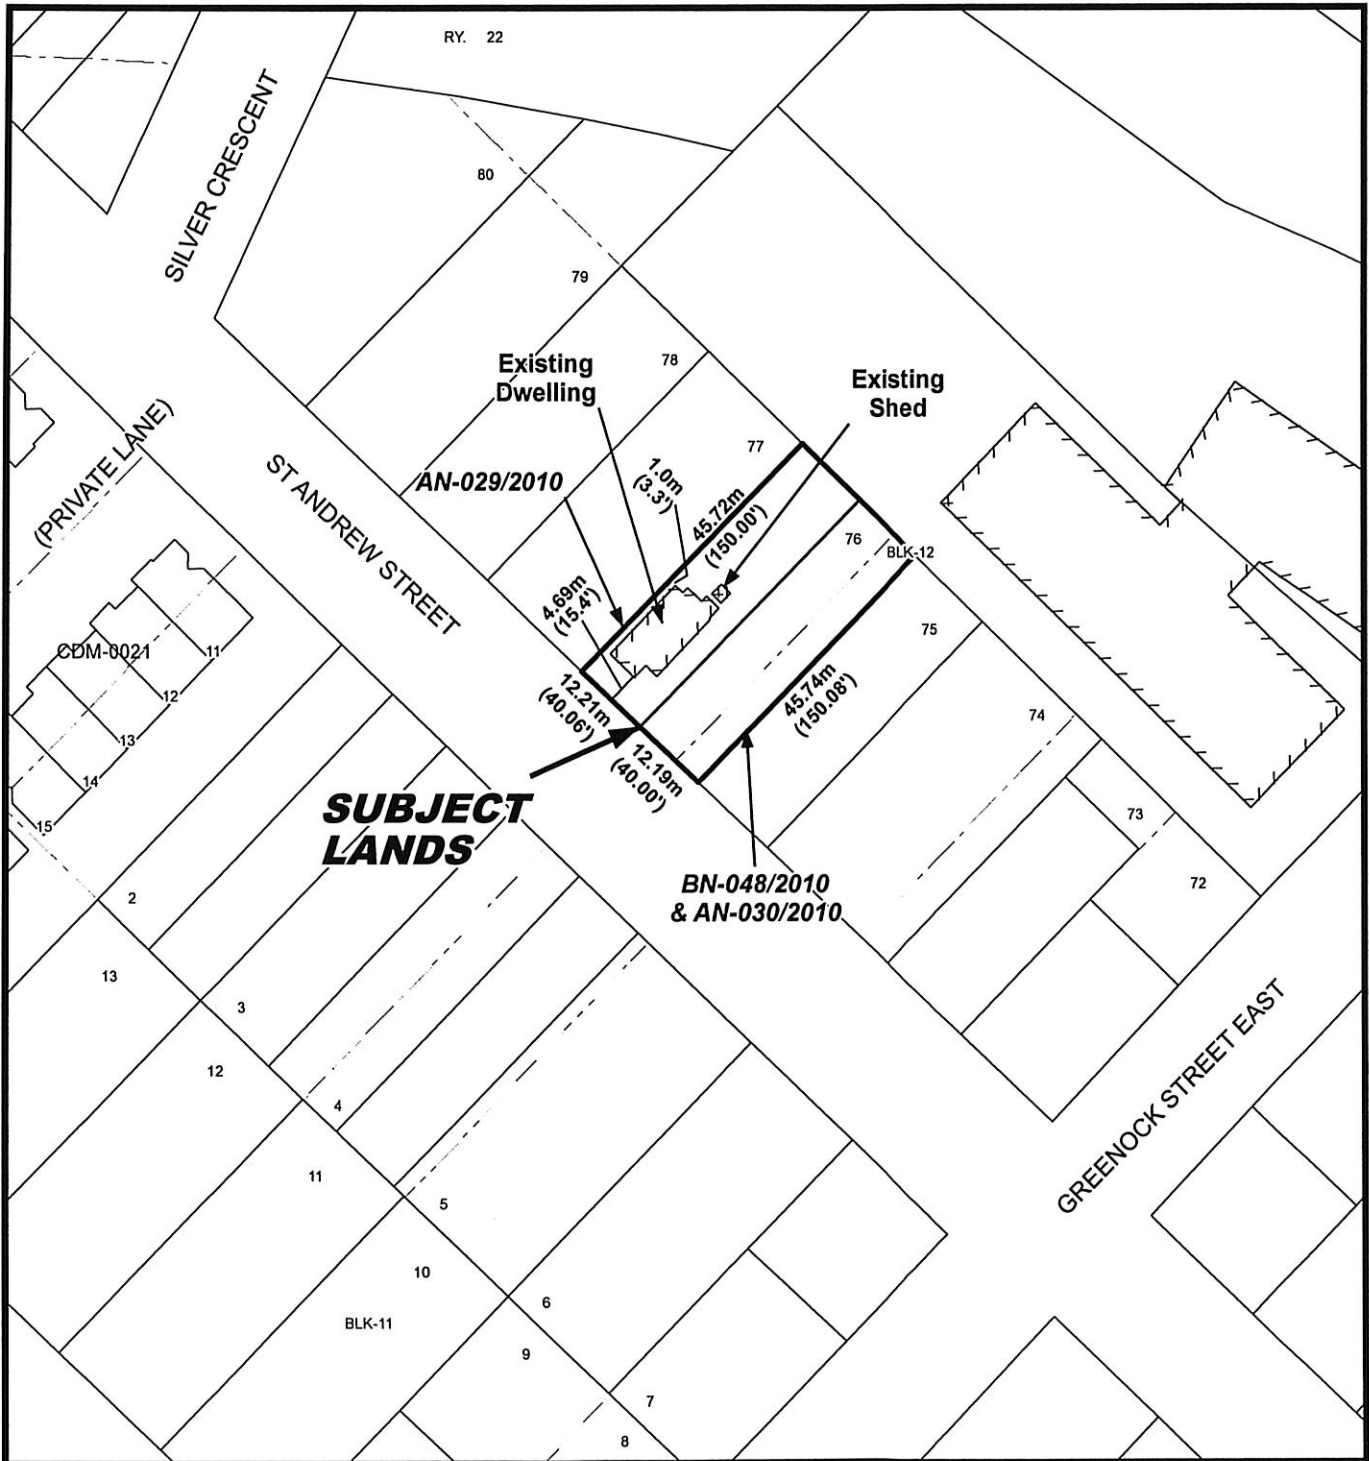 RY. 22
SILVER CRESCENT
80
79
78
Existing
Dwelling
Existing
Shed
77
(PRIVATE LANE)
ST ANDREW STREET
AN-029/2010
1.0m
(3.3')
45.72m
(150.00')
76
BLK-12
4.69m
(15.4')
75
CDM-0021
11
12
13
14
15
12.21m
(40.06')
12.19m
(40.00')
45.74m
(150.08')
74
SUBJECT
LANDS
73
72
BN-048/2010
& AN-030/2010
2
13
3
12
4
11
5
GREENOCK STREET EAST
10
6
BLK-11
9
7
8